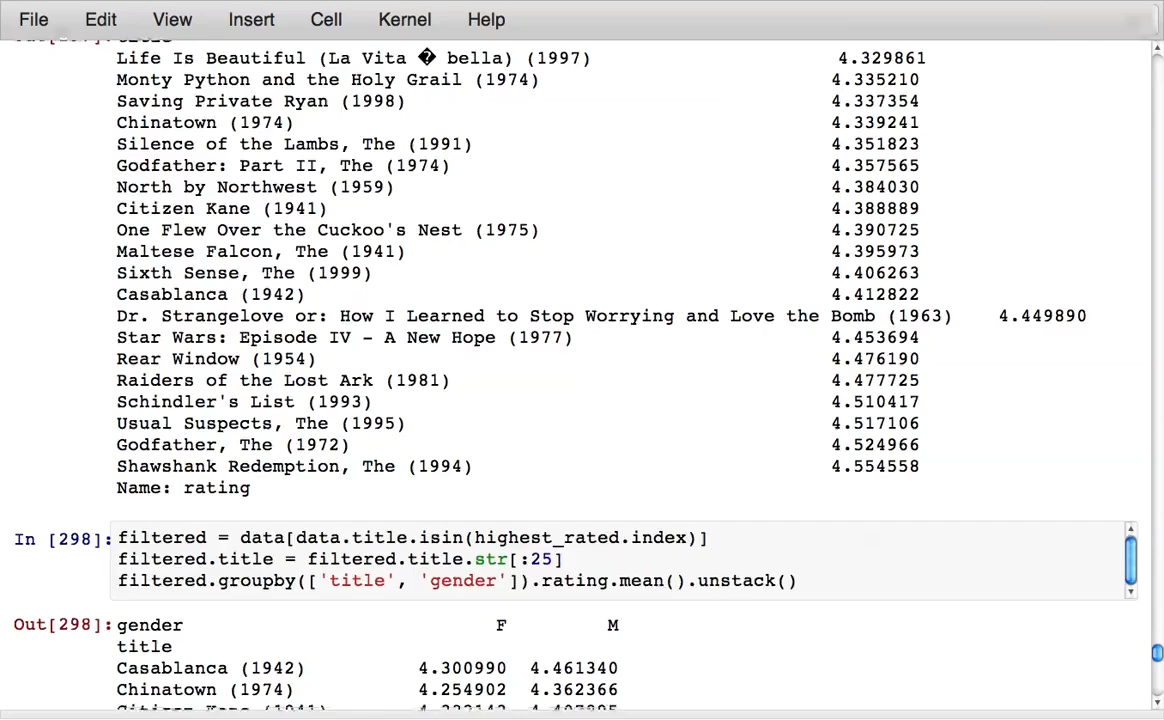 File Edit View Insert Cell Kernel Help
Life Is Beautiful (La Vita � bella) (1997) 4.329861
Monty Python and the Holy Grail (1974) 4.335210
Saving Private Ryan (1998) 4.337354
Chinatown (1974) 4.339241
Silence of the Lambs, The (1991) 4.351823
Godfather: Part II, The (1974) 4.357565
North by Northwest (1959) 4.384030
Citizen Kane (1941) 4.388889
One Flew Over the Cuckoo's Nest (1975) 4.390725
Maltese Falcon, The (1941) 4.395973
Sixth Sense, The (1999) 4.406263
Casablanca (1942) 4.412822
Dr. Strangelove or: How I Learned to Stop Worrying and Love the Bomb (1963) 4.449890
Star Wars: Episode IV - A New Hope (1977) 4.453694
Rear Window (1954) 4.476190
Raiders of the Lost Ark (1981) 4.477725
Schindler's List (1993) 4.510417
Usual Suspects, The (1995) 4.517106
Godfather, The (1972) 4.524966
Shawshank Redemption, The (1994) 4.554558
Name: rating
In [298]: filtered = data[data.title.isin(highest_rated.index)]
filtered.title = filtered.title.str[:25]
filtered.groupby(['title', 'gender']).rating.mean().unstack()
Out[298]: gender F M
title
Casablanca (1942) 4.300990 4.461340
Chinatown (1974) 4.254902 4.362366